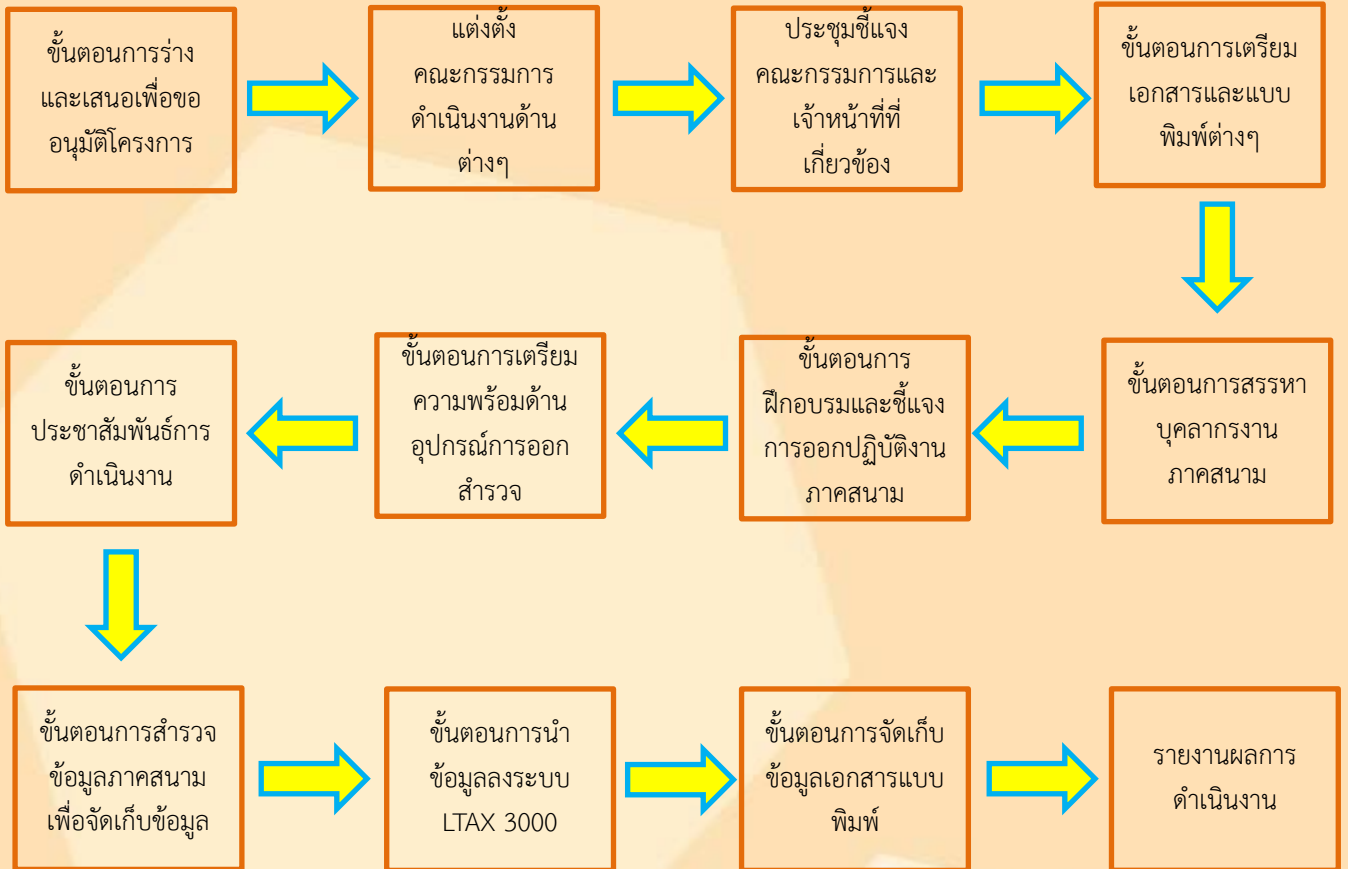 ขั้นตอนการร่าง
และเสนอเพื่อขอ
อนุมัติโครงการ
แต่งตั้ง
คณะกรรมการ
ดำเนินงานด้าน
ต่างๆ
ประชุมชี้แจง
คณะกรรมการและ
เจ้าหน้าที่ที่
เกี่ยวข้อง
ขั้นตอนการเตรียม
เอกสารและแบบ
พิมพ์ต่างๆ
ขั้นตอนการสรรหา
บุคลากรงาน
ภาคสนาม
ขั้นตอนการ
ฝึกอบรมและชี้แจง
การออกปฏิบัติงาน
ภาคสนาม
ขั้นตอนการเตรียม
ความพร้อมด้าน
อุปกรณ์การออก
สำรวจ
ขั้นตอนการ
ประชาสัมพันธ์การ
ดำเนินงาน
ขั้นตอนการสำรวจ
ข้อมูลภาคสนาม
เพื่อจัดเก็บข้อมูล
ขั้นตอนการนำ
ข้อมูลลงระบบ
LTAX 3000
ขั้นตอนการจัดเก็บ
ข้อมูลเอกสารแบบ
พิมพ์
รายงานผลการ
ดำเนินงาน